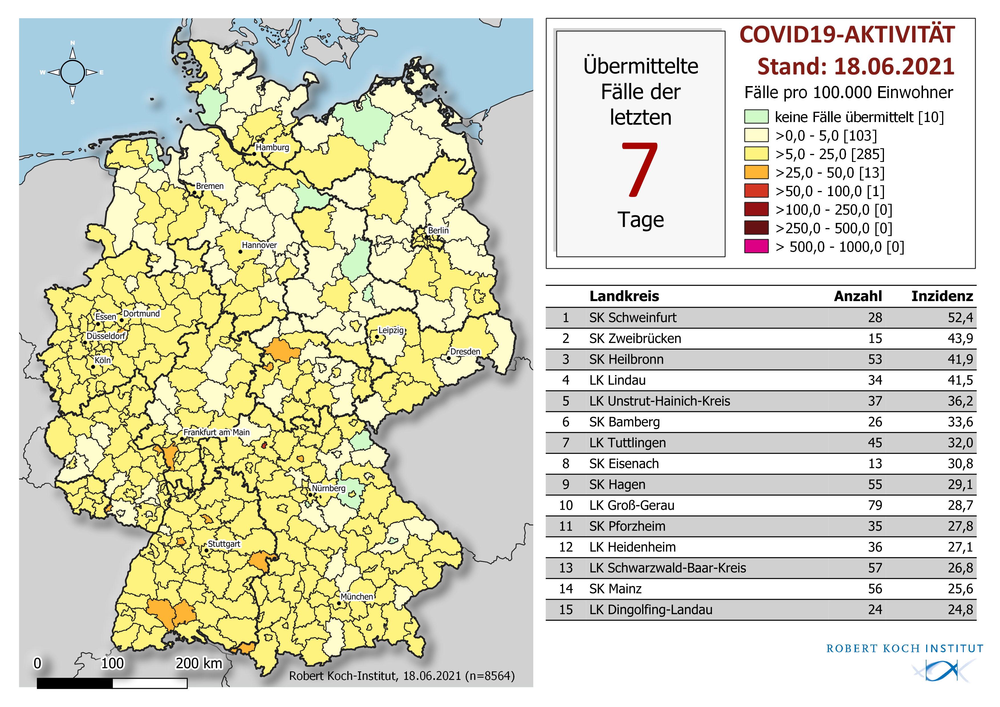 N
W
E
S
Hamburg
Bremen
Berlin
Hannover
Essen
Dortmund
Düsseldorf
Leipzig
Dresden
Köln
Frankfurt am Main
Nürnberg
Stuttgart
München
0 100 200 km
Robert Koch-Institut, 18.06.2021 (n=8564)
Übermittelte
Fälle der
letzten
7
Tage
COVID19-AKTIVITÄT
Stand: 18.06.2021
Fälle pro 100.000 Einwohner
keine Fälle übermittelt [10]
>0,0 - 5,0 [103]
>5,0 - 25,0 [285]
>25,0 - 50,0 [13]
>50,0 - 100,0 [1]
>100,0 - 250,0 [0]
>250,0 - 500,0 [0]
> 500,0 - 1000,0 [0]
Landkreis Anzahl Inzidenz
1 SK Schweinfurt 28 52,4
2 SK Zweibrücken 15 43,9
3 SK Heilbronn 53 41,9
4 LK Lindau 34 41,5
5 LK Unstrut-Hainich-Kreis 37 36,2
6 SK Bamberg 26 33,6
7 LK Tuttlingen 45 32,0
8 SK Eisenach 13 30,8
9 SK Hagen 55 29,1
10 LK Groß-Gerau 79 28,7
11 SK Pforzheim 35 27,8
12 LK Heidenheim 36 27,1
13 LK Schwarzwald-Baar-Kreis 57 26,8
14 SK Mainz 56 25,6
15 LK Dingolfing-Landau 24 24,8
ROBERT KOCH INSTITUT